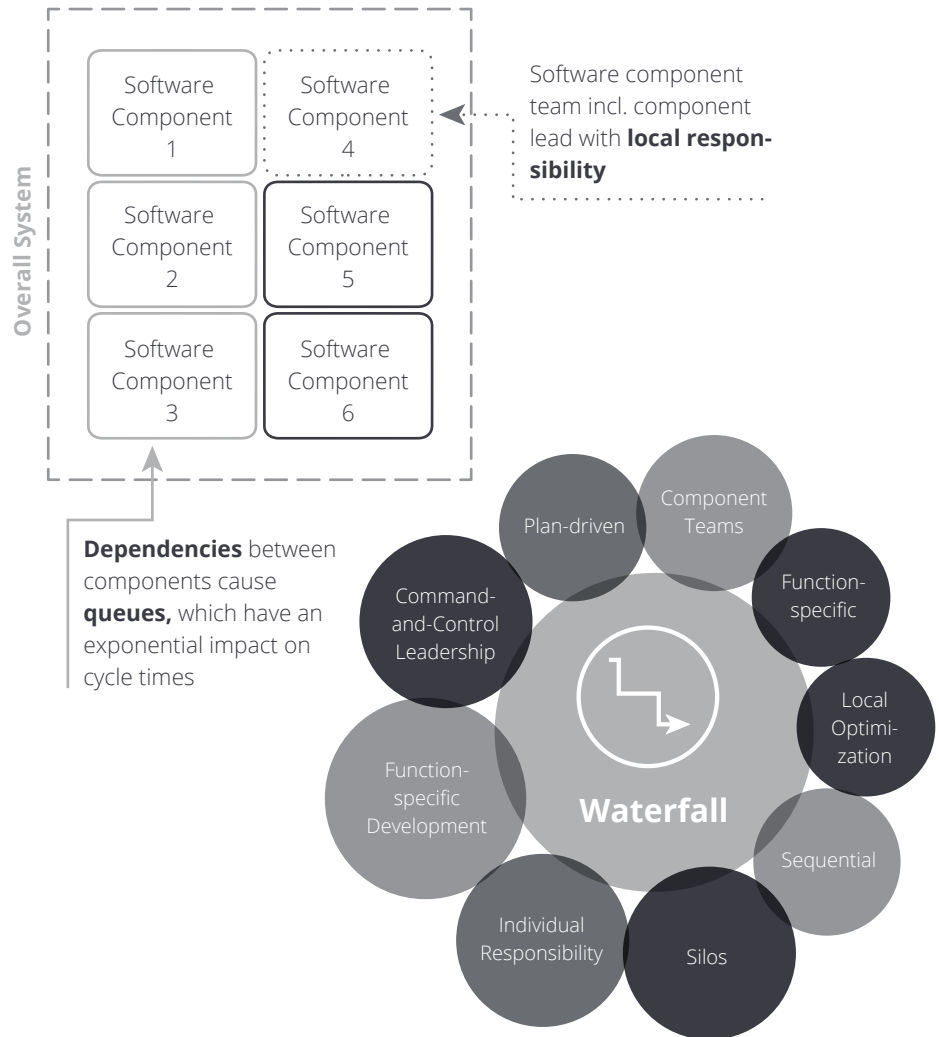 Overall System
Software
Component
1
Software
Component
4
Software
Component
2
Software
Component
5
Software
Component
3
Software
Component
6
Software component
team incl. component
lead with local respon-
sibility
Dependencies between
components cause
queues, which have an
exponential impact on
cycle times
Plan-driven
Component
Teams
Command-
and-Control
Leadership
Function-
specific
Local
Optimi-
zation
Function-
specific
Development
Waterfall
Sequential
Individual
Responsibility
Silos